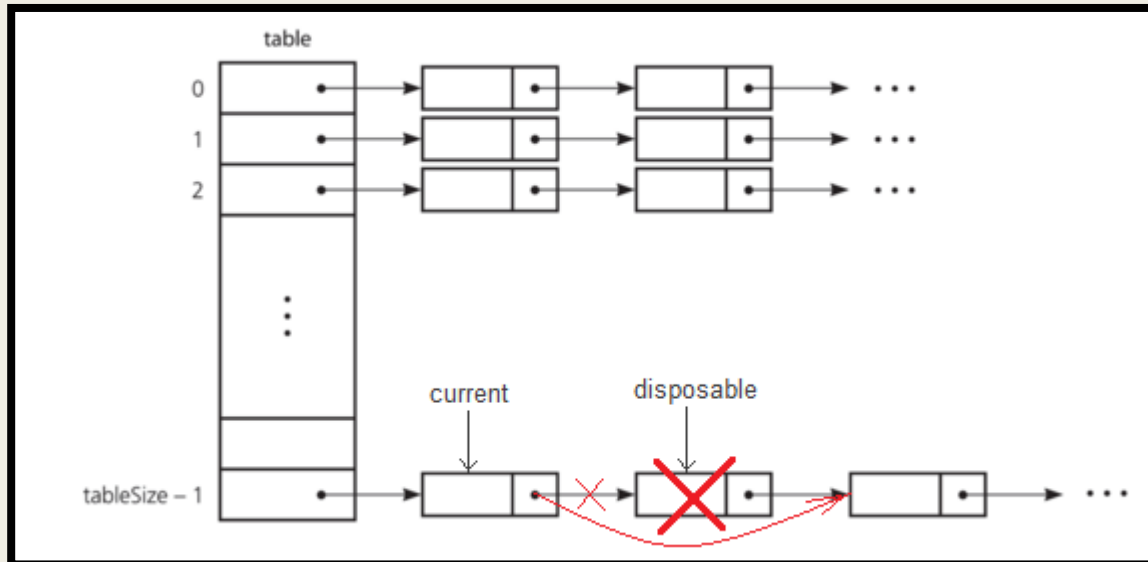 table
0
• • •
1
• • •
2
• • •
current
disposable
tableSize – 1
• • •